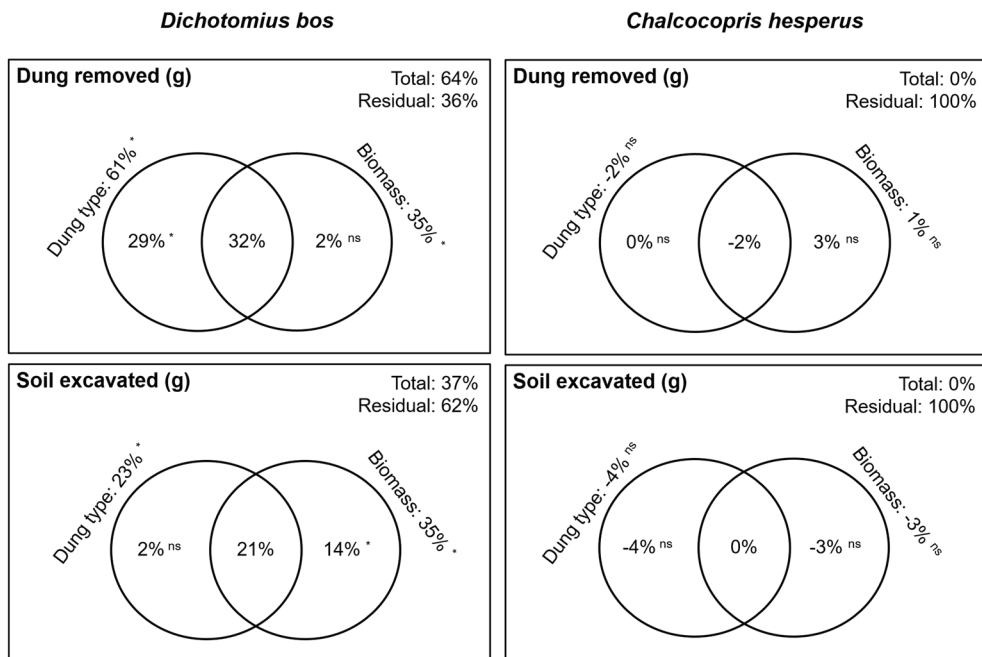 Dichotomius bos
Chalcocopris hesperus
Dung removed (g)
Total: 64%
Residual: 36%
Dung type: 61% *
Biomass: 35% *
29% *
32%
2% ns
Total: 0%
Residual: 100%
Dung type: -2% ns
Biomass: 1% ns
0% ns
-2%
3% ns
Soil excavated (g)
Total: 37%
Residual: 62%
Dung type: 23% *
Biomass: 35% *
2% ns
21%
14% *
Soil excavated (g)
Total: 0%
Residual: 100%
Dung type: -4% ns
Biomass: -3% ns
-4% ns
0%
-3% ns